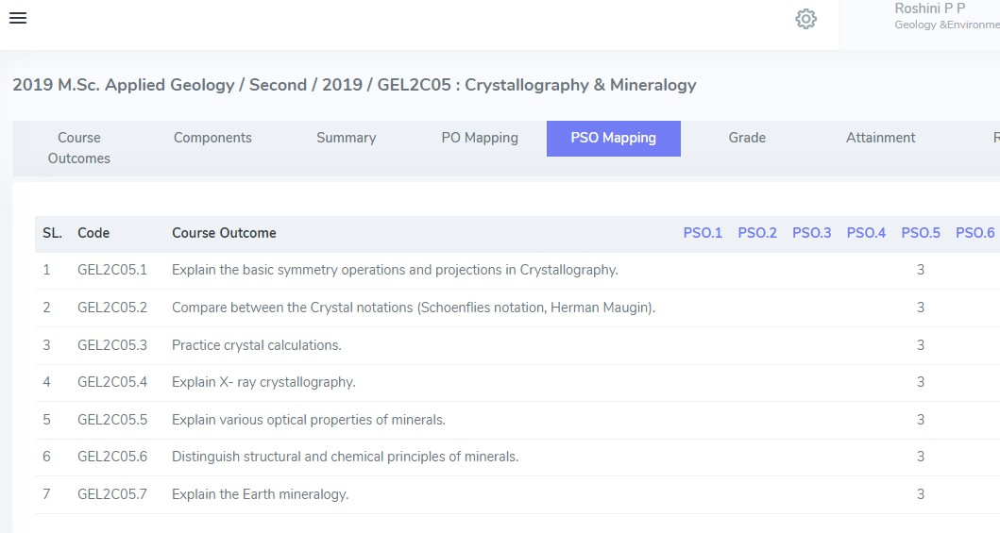 Roshini P P
Geology &Environme
2019 M.Sc. Applied Geology / Second / 2019 / GEL2C05 : Crystallography & Mineralogy
Course Outcomes Components Summary PO Mapping PSO Mapping Grade Attainment R
SL. Code Course Outcome PSO.1 PSO.2 PSO.3 PSO.4 PSO.5 PSO.6
1 GEL2C05.1 Explain the basic symmetry operations and projections in Crystallography. 3
2 GEL2C05.2 Compare between the Crystal notations (Schoenflies notation, Herman Maugin). 3
3 GEL2C05.3 Practice crystal calculations. 3
4 GEL2C05.4 Explain X- ray crystallography. 3
5 GEL2C05.5 Explain various optical properties of minerals. 3
6 GEL2C05.6 Distinguish structural and chemical principles of minerals. 3
7 GEL2C05.7 Explain the Earth mineralogy. 3